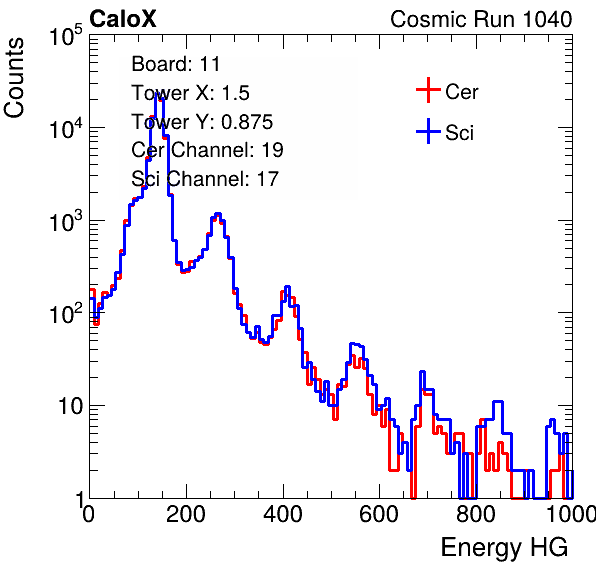 CaloX Cosmic Run 1040
Counts
Board: 11
Tower X: 1.5
Tower Y: 0.875
Cer Channel: 19
Sci Channel: 17
Cer
Sci
10^5
10^4
10^3
10^2
10
1
0 200 400 600 800 1000
Energy HG